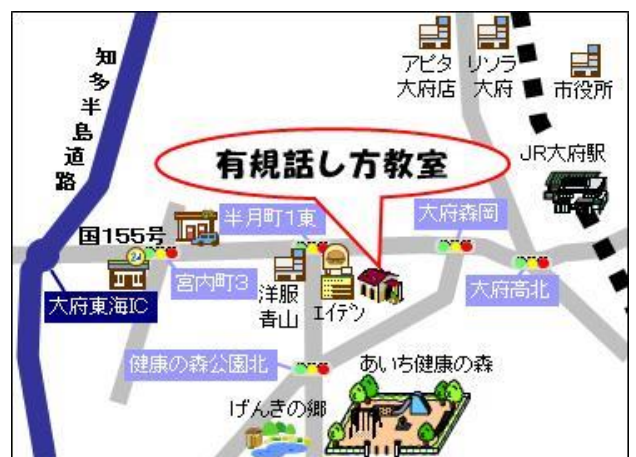 知多半島道路
アピタ
大府店
リソラ
大府
市役所
JR大府駅
有規話し方教室
半月町1東
大府森岡
国155号
24
宮内町3
大府東海IC
洋服
青山
エイデン
大府高北
健康の森公園北
あいち健康の森
げんきの郷